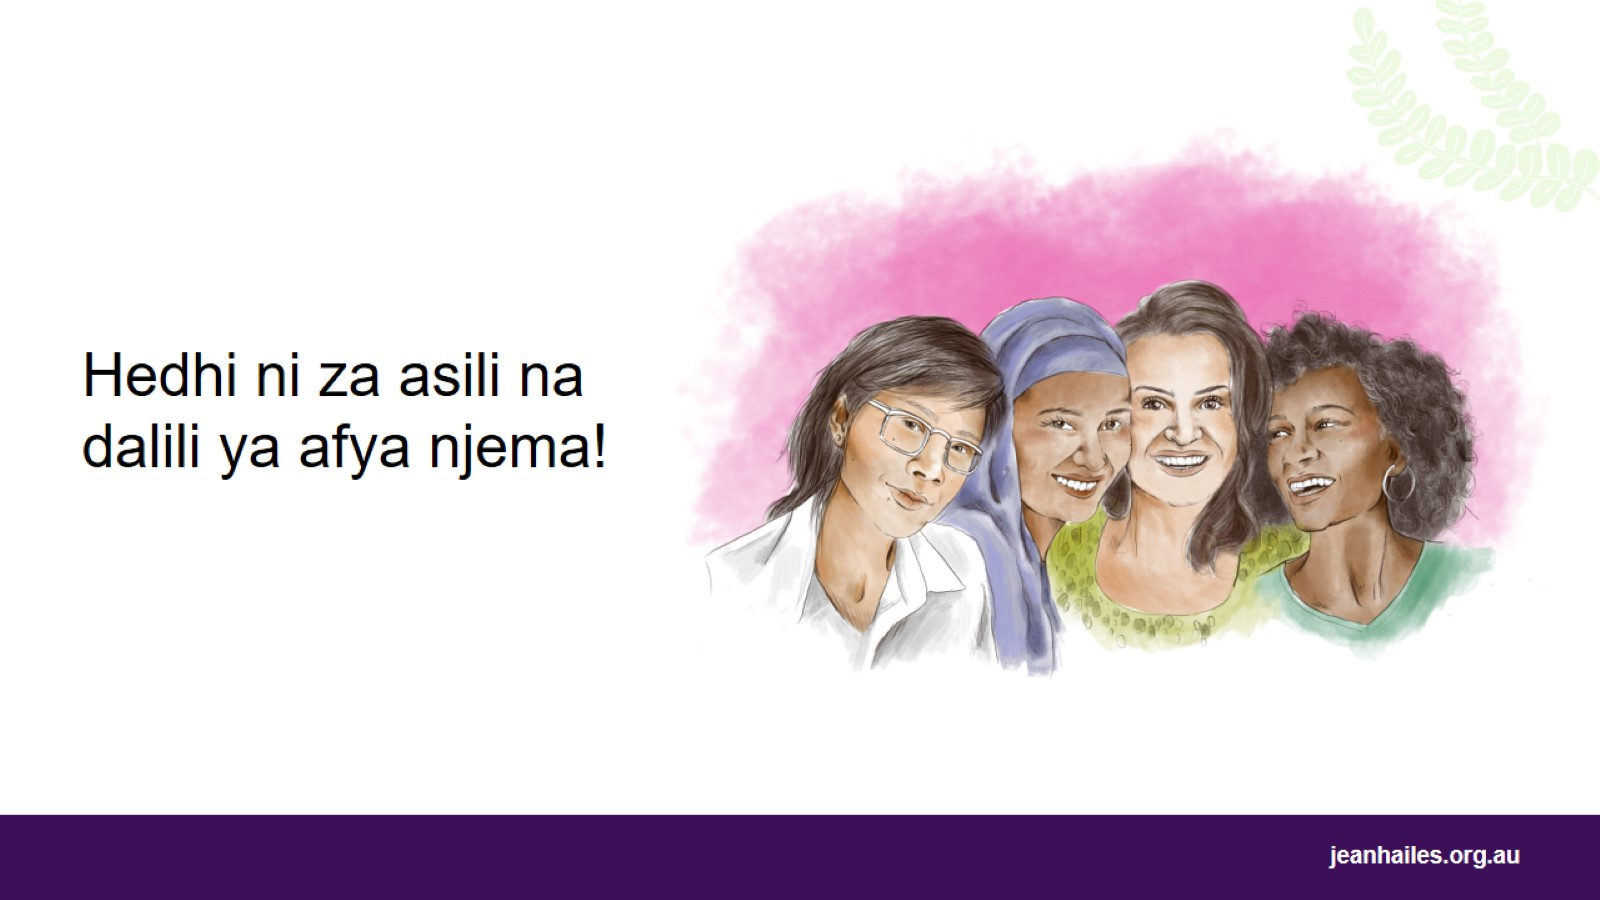 Hedhi ni za asili na
dalili ya afya njema!
jeanhailes.org.au